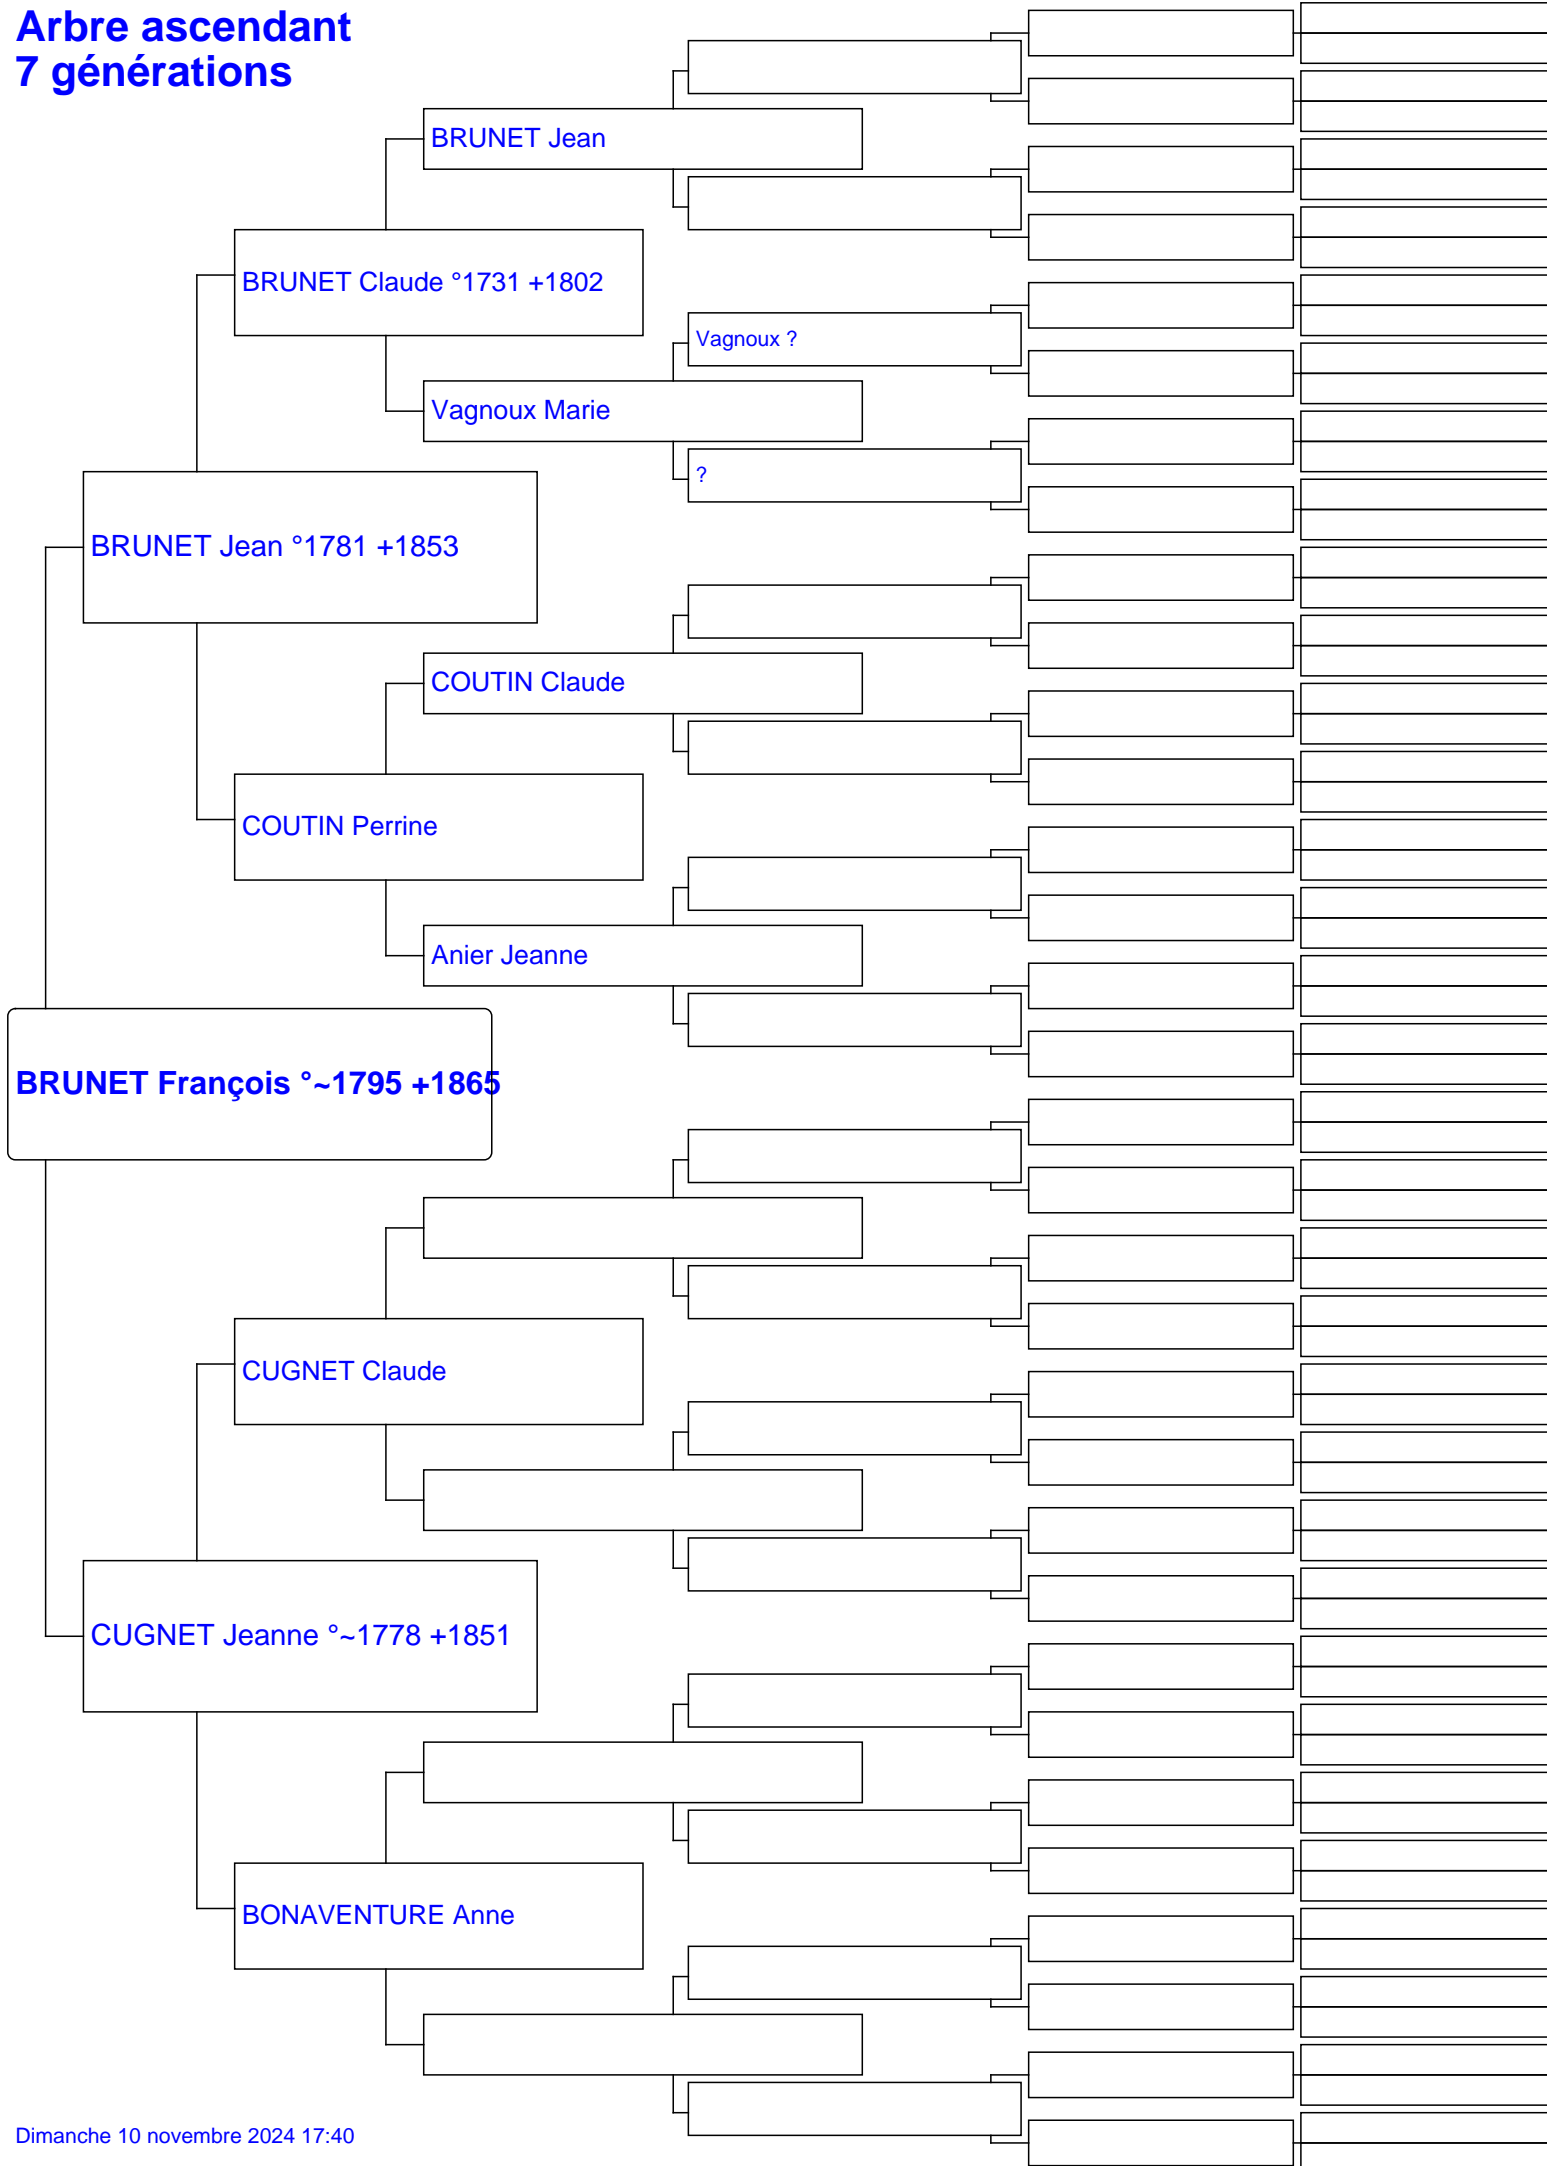 Arbre ascendant
7 générations
BRUNET Jean
BRUNET Claude °1731 +1802
Vagnoux ?
Vagnoux Marie
?
BRUNET Jean °1781 +1853
COUTIN Claude
COUTIN Perrine
Anier Jeanne
BRUNET François °~1795 +1865
CUGNET Claude
CUGNET Jeanne °~1778 +1851
BONAVENTURE Anne
Dimanche 10 novembre 2024 17:40